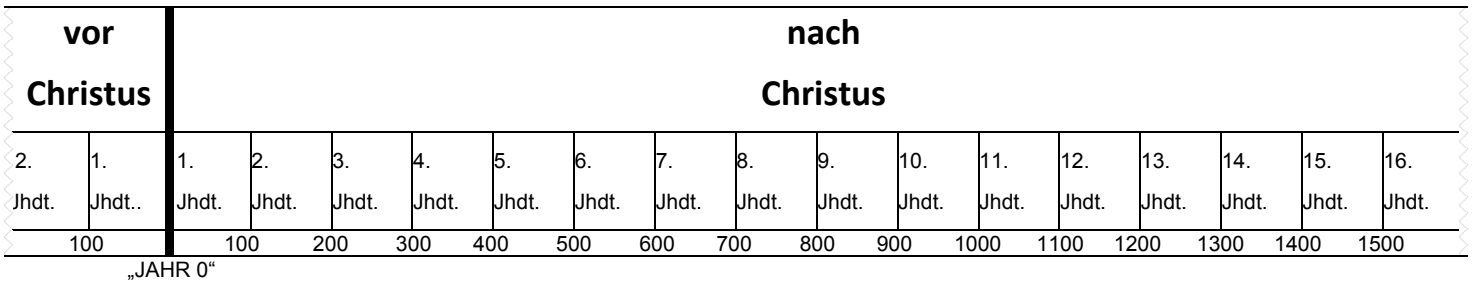 vor nach
Christus Christus
2. 1. 1. 2. 3. 4. 5. 6. 7. 8. 9. 10. 11. 12. 13. 14. 15. 16.
Jhdt. Jhdt.. Jhdt. Jhdt. Jhdt. Jhdt. Jhdt. Jhdt. Jhdt. Jhdt. Jhdt. Jhdt. Jhdt. Jhdt. Jhdt. Jhdt. Jhdt. Jhdt.
100 100 200 300 400 500 600 700 800 900 1000 1100 1200 1300 1400 1500
„JAHR 0“